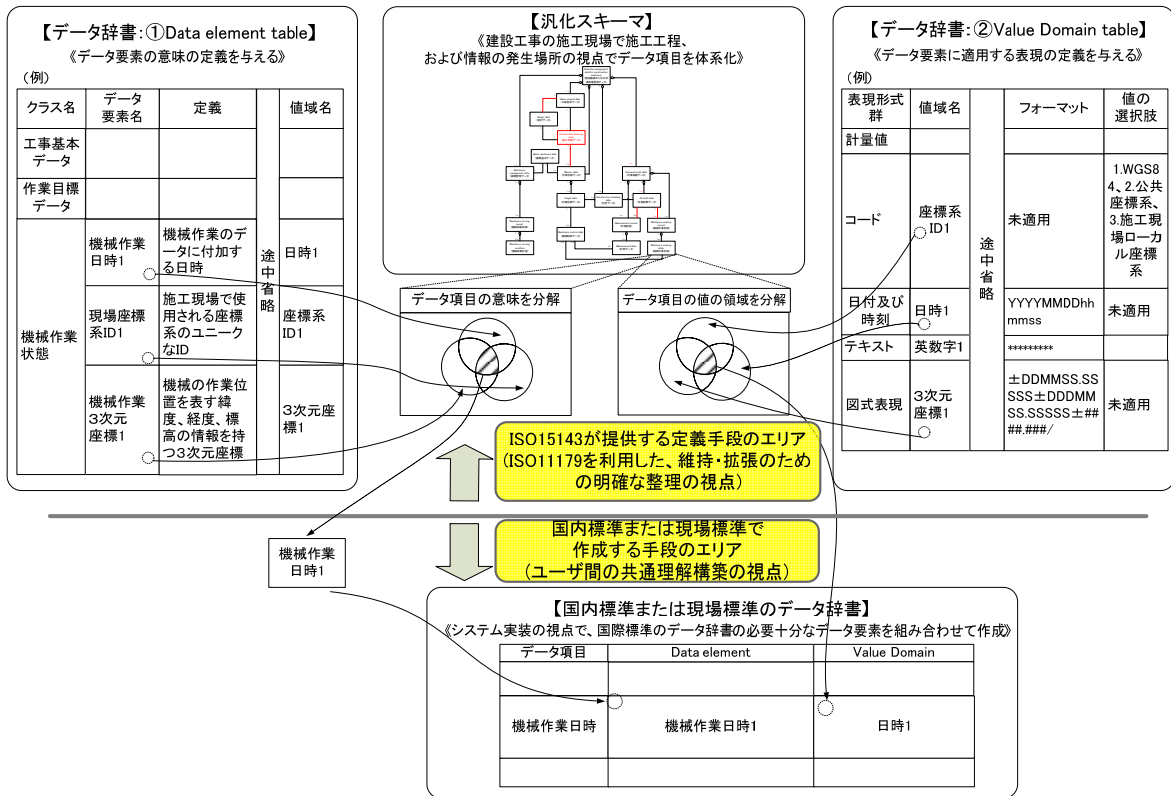 【データ辞書：①Data element table】
《データ要素の意味の定義を与える》
（例）
クラス名
データ
要素名
定義
値域名
工事基本
データ
作業目標
データ
機械作業
状態
機械作業
日時1
機械作業のデー
タに付加す
る日時
日時1
現場座標
系ID1
施工現場で使
用される座標
系のユニーク
なID
座標系
ID1
機械作業
３次元
座標1
機械の作業位
置を表す緯
度、経度、標
高の情報を持
つ３次元座標
３次元座
標1
途中省略
【汎化スキーマ】
《建設工事の施工現場で施工工程、
および情報の発生場所の視点でデータ項目を体系化》
データ項目の意味を分解
データ項目の値の領域を分解
【データ辞書：②Value Domain table】
《データ要素に適用する表現の定義を与える》
（例）
表現形式
群
値域名
フォーマット
値の
選択肢
計量値
コード
座標系
ID1
未適用
1.WGS8
4、2.公共
座標系、
3.施工現
場ローカ
ル座標
系
日付及び
時刻
日時1
YYYYMMDDhh
mmss
未適用
テキスト
英数字1
*********
図式表現
３次元
座標1
±DDMMSS.SS
SSS±DDDMM
SS.SSSSS±##
##.###/
未適用
途中省略
ISO15143が提供する定義手段のエリア
（ISO11179を利用した、維持・拡張のため
の明確な整理の視点）
国内標準または現場標準で
作成する手段のエリア
（ユーザ間の共通理解構築の視点）
機械作業
日時1
【国内標準または現場標準のデータ辞書】
《システム実装の視点で、国際標準のデータ辞書の必要十分なデータ要素を組み合わせて作成》
データ項目
Data element
Value Domain
機械作業日時
機械作業日時1
日時1